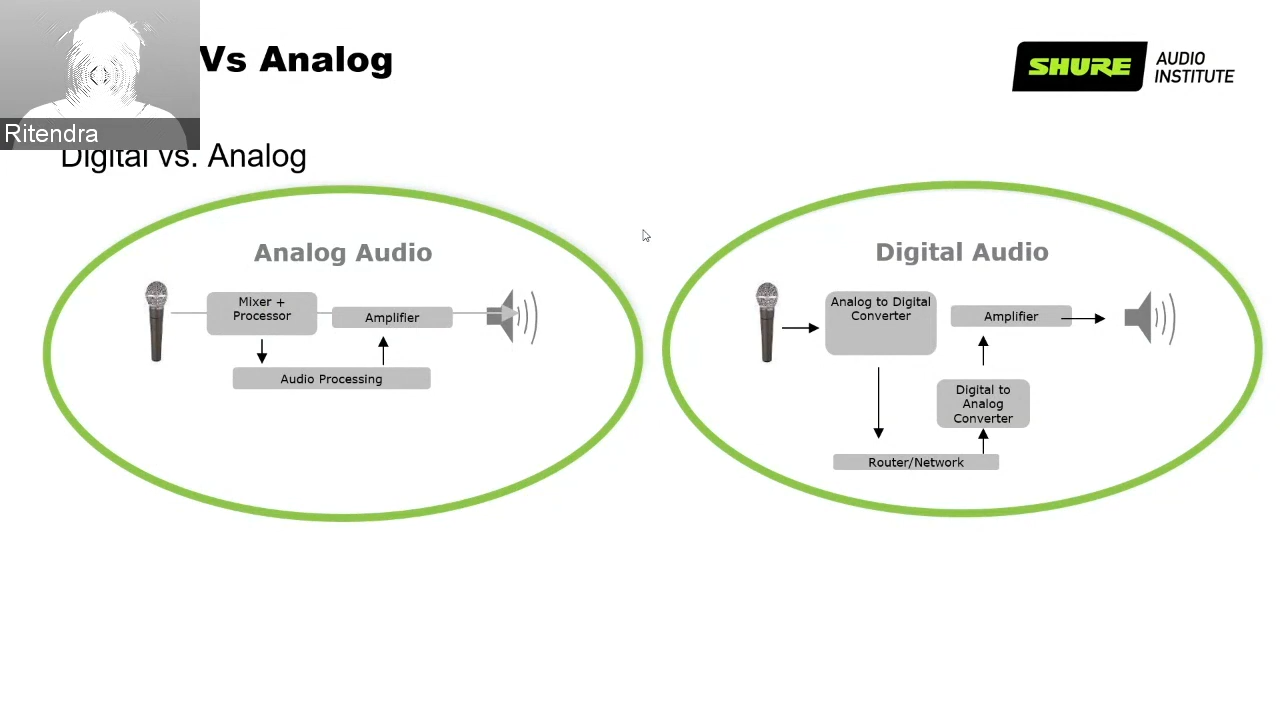 Vs Analog
SHURE
AUDIO
INSTITUTE
Ritendra
Digital vs. Analog
Analog Audio
Mixer +
Processor
Amplifier
Audio Processing
Digital Audio
Analog to Digital
Converter
Amplifier
Digital to
Analog
Converter
Router/Network